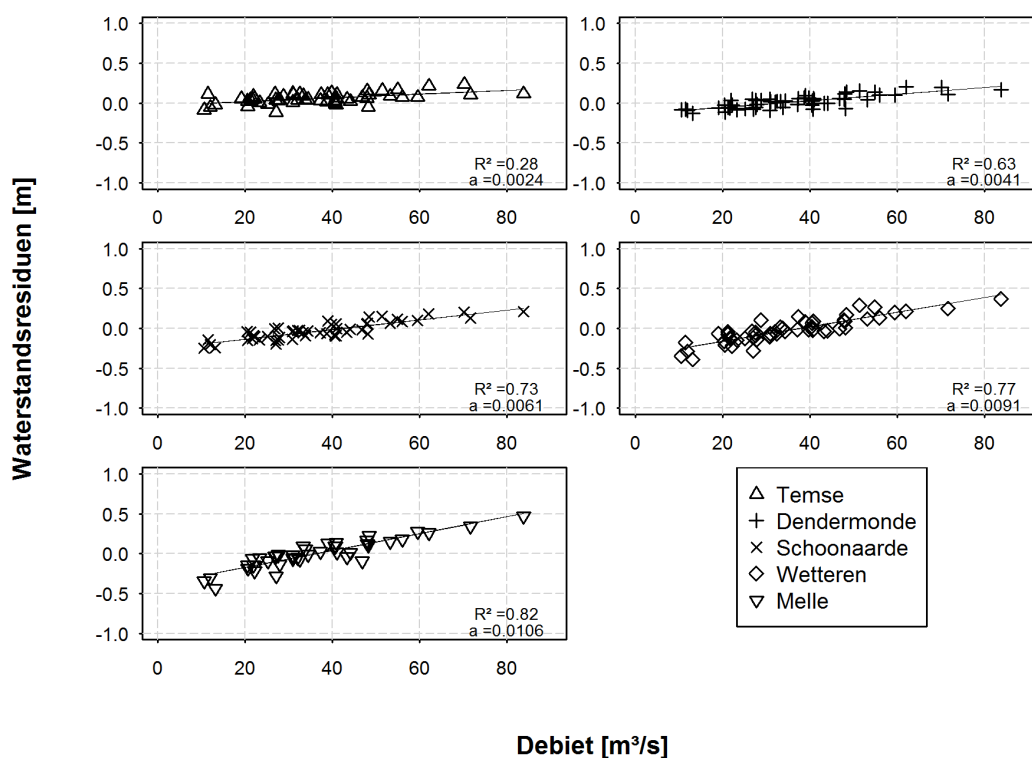 Waterstandsresiduen [m]
1.0
0.5
0.0
-0.5
-1.0
R² =0.28
a =0.0024
0 20 40 60 80
1.0
0.5
0.0
-0.5
-1.0
R² =0.63
a =0.0041
0 20 40 60 80
1.0
0.5
0.0
-0.5
-1.0
R² =0.73
a =0.0061
0 20 40 60 80
1.0
0.5
0.0
-0.5
-1.0
R² =0.77
a =0.0091
0 20 40 60 80
1.0
0.5
0.0
-0.5
-1.0
R² =0.82
a =0.0106
0 20 40 60 80
Temse
Dendermonde
Schoonaarde
Wetteren
Melle
Debiet [m³/s]